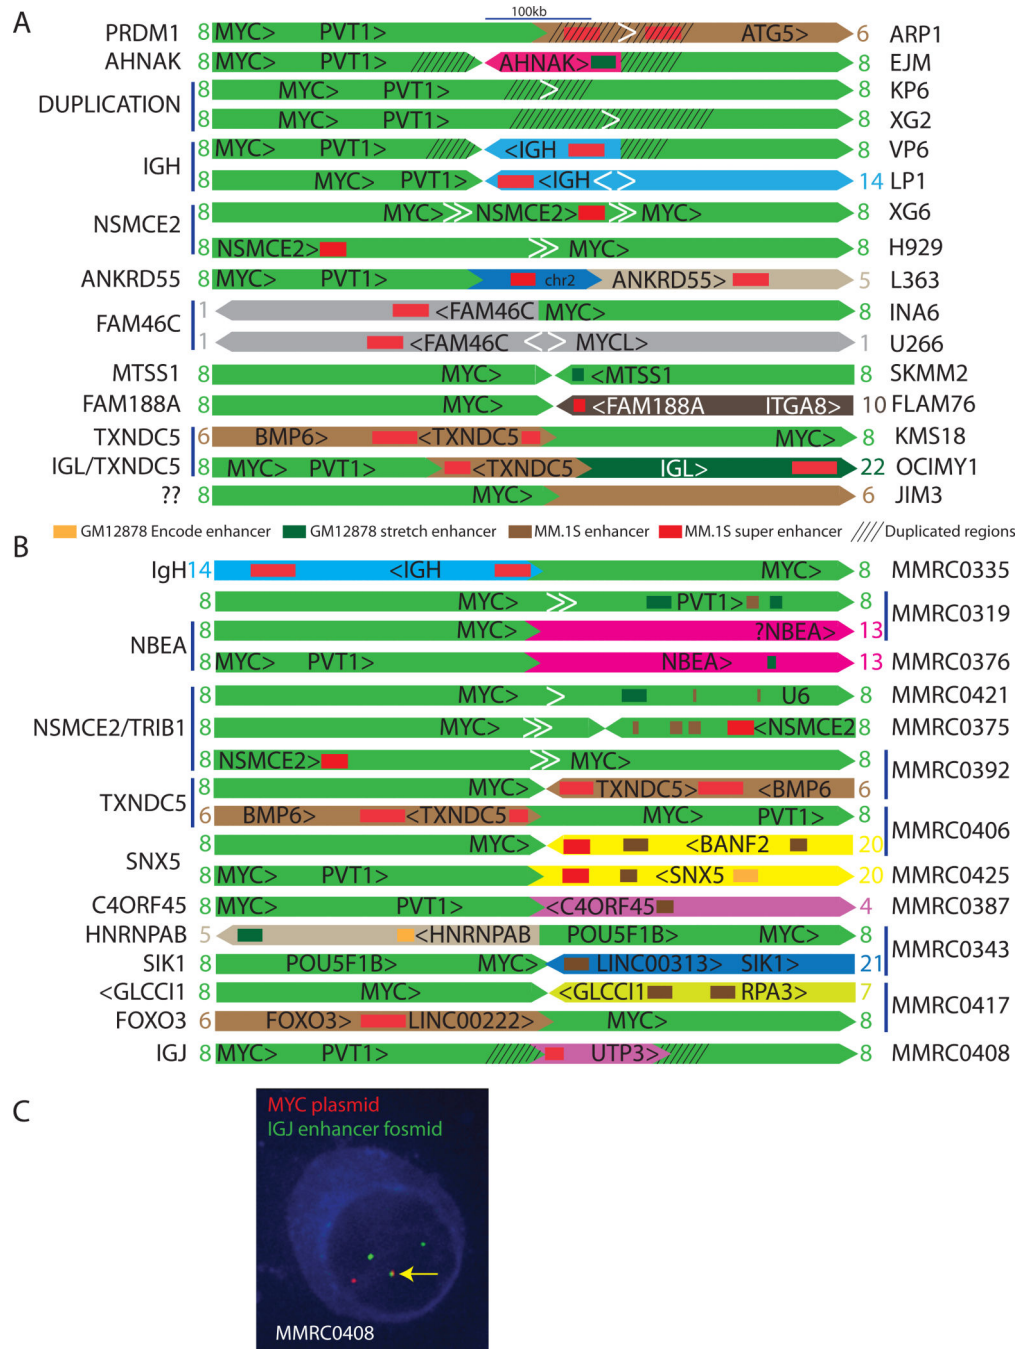 100kb
A
PRDM1 8 MYC> PVT1> > ATG5> 6 ARP1
AHNAK 8 MYC> PVT1> AHNAK> 8 EJM
DUPLICATION
8 MYC> PVT1> > 8 KP6
8 MYC> PVT1> > 8 XG2
IGH
8 MYC> PVT1> <IGH 8 VP6
8 MYC> PVT1> <IGH <> 14 LP1
NSMCE2
8 MYC> >> NSMCE2> >> MYC> 8 XG6
8 NSMCE2> >> MYC> 8 H929
ANKRD55 8 MYC> PVT1> chr2 ANKRD55> 5 L363
FAM46C
1 <FAM46C MYC> 8 INA6
1 <FAM46C <> MYCL> 1 U266
MTSS1 8 MYC> <MTSS1 8 SKMM2
FAM188A 8 MYC> <FAM188A ITGA8> 10 FLAM76
TXNDC5 6 BMP6> <TXNDC5 MYC> 8 KMS18
IGL/TXNDC5 8 MYC> PVT1> <TXNDC5 IGL> 22 OCIMY1
?? 8 MYC> 6 JIM3
GM12878 Encode enhancer GM12878 stretch enhancer MM.1S enhancer MM.1S super enhancer Duplicated regions
B
IgH 14 <IGH MYC> 8 MMRC0335
8 MYC> >> PVT1> 8
MMRC0319
NBEA
8 MYC> ?NBEA> 13
8 MYC> PVT1> NBEA> 13 MMRC0376
8 MYC> > U6 8 MMRC0421
NSMCE2/TRIB1
8 MYC> >> <NSMCE2 8 MMRC0375
8 NSMCE2> >> MYC> 8
MMRC0392
TXNDC5
8 MYC> TXNDC5> <BMP6 6
6 BMP6> <TXNDC5 MYC> PVT1> 8
MMRC0406
SNX5
8 MYC> <BANF2 20
8 MYC> PVT1> <SNX5 20 MMRC0425
C4ORF45 8 MYC> PVT1> <C4ORF45 4 MMRC0387
HNRNPAB 5 <HNRNPAB POU5F1B> MYC> 8
MMRC0343
SIK1 8 POU5F1B> MYC> LINC00313> SIK1> 21
<GLCCI1 8 MYC> <GLCCI1 RPA3> 7
MMRC0417
FOXO3 6 FOXO3> LINC00222> MYC> 8
IGJ 8 MYC> PVT1> UTP3> 8 MMRC0408
C
MYC plasmid
IGJ enhancer fosmid
MMRC0408